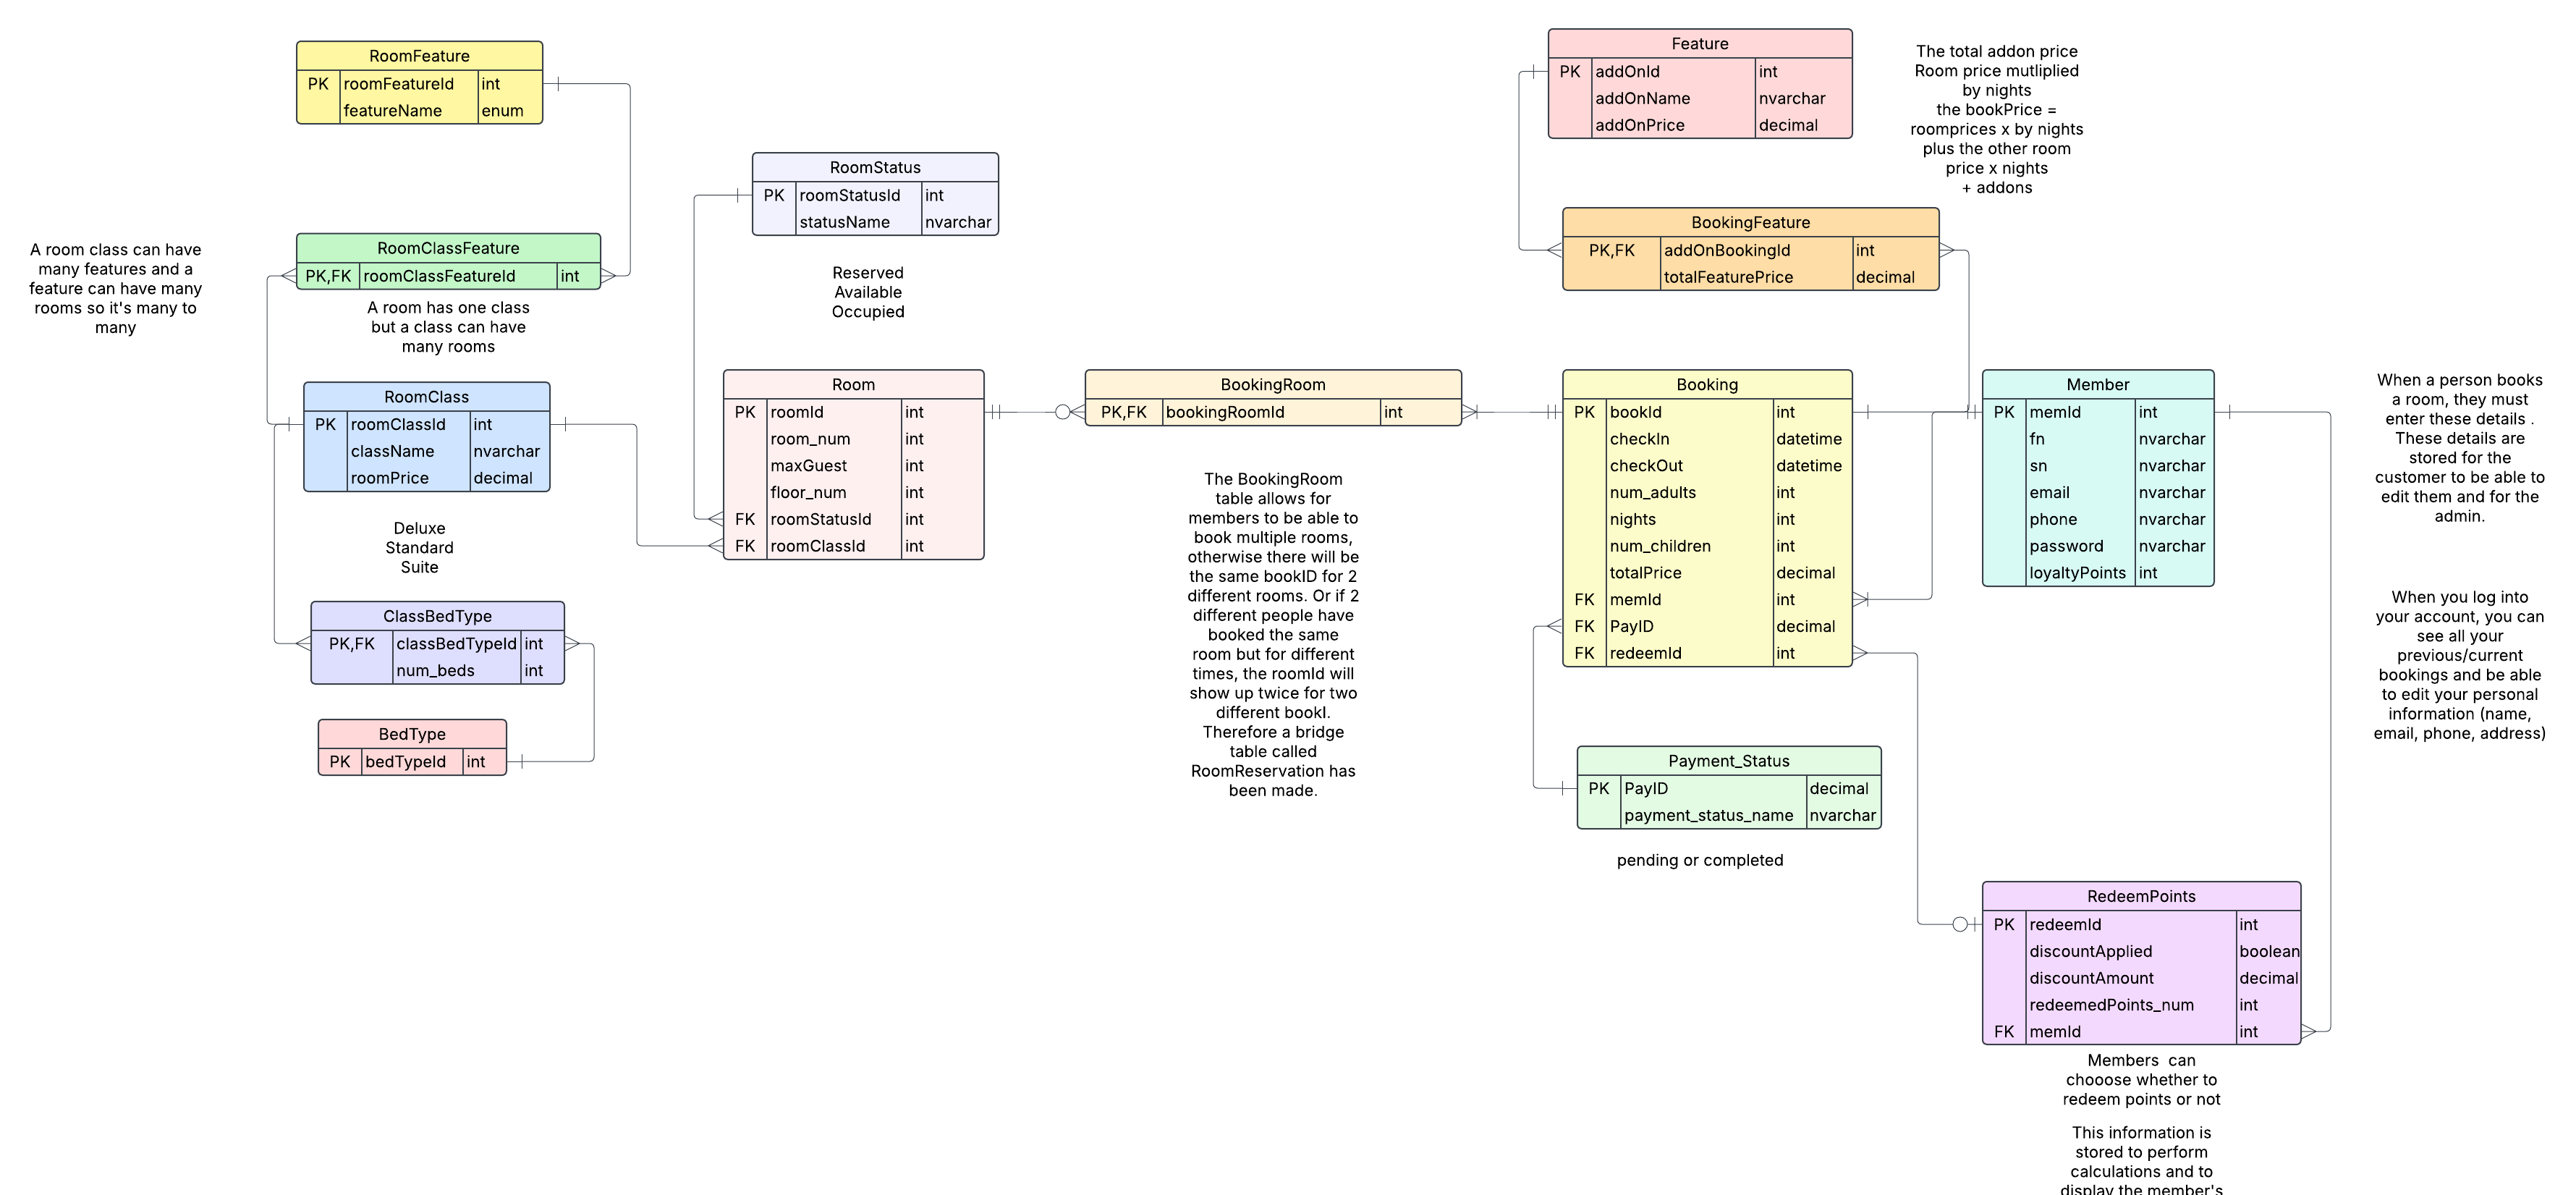 RoomFeature
PK roomFeatureId int
featureName enum
A room class can have
many features and a
feature can have many
rooms so it's many to
many
RoomClassFeature
PK,FK roomClassFeatureId int
A room has one class
but a class can have
many rooms
RoomClass
PK roomClassId int
className nvarchar
roomPrice decimal
Deluxe
Standard
Suite
ClassBedType
PK,FK classBedTypeId int
num_beds int
BedType
PK bedTypeId int
RoomStatus
PK roomStatusId int
statusName nvarchar
Reserved
Available
Occupied
Room
PK roomId int
room_num int
maxGuest int
floor_num int
FK roomStatusId int
FK roomClassId int
BookingRoom
PK,FK bookingRoomId int
The BookingRoom
table allows for
members to be able to
book multiple rooms,
otherwise there will be
the same bookID for 2
different rooms. Or if 2
different people have
booked the same
room but for different
times, the roomId will
show up twice for two
different bookI.
Therefore a bridge
table called
RoomReservation has
been made.
Feature
PK addOnId int
addOnName nvarchar
addOnPrice decimal
The total addon price
Room price mutliplied
by nights
the bookPrice =
roomprices x by nights
plus the other room
price x nights
+ addons
BookingFeature
PK,FK addOnBookingId int
totalFeaturePrice decimal
Booking
PK bookId int
checkIn datetime
checkOut datetime
num_adults int
nights int
num_children int
totalPrice decimal
FK memId int
FK PayID decimal
FK redeemId int
Payment_Status
PK PayID decimal
payment_status_name nvarchar
pending or completed
Member
PK memId int
fn nvarchar
sn nvarchar
email nvarchar
phone nvarchar
password nvarchar
loyaltyPoints int
When a person books
a room, they must
enter these details .
These details are
stored for the
customer to be able to
edit them and for the
admin.
When you log into
your account, you can
see all your
previous/current
bookings and be able
to edit your personal
information (name,
email, phone, address)
RedeemPoints
PK redeemId int
discountApplied boolean
discountAmount decimal
redeemedPoints_num int
FK memId int
Members can
chooose whether to
redeem points or not
This information is
stored to perform
calculations and to
display the member's